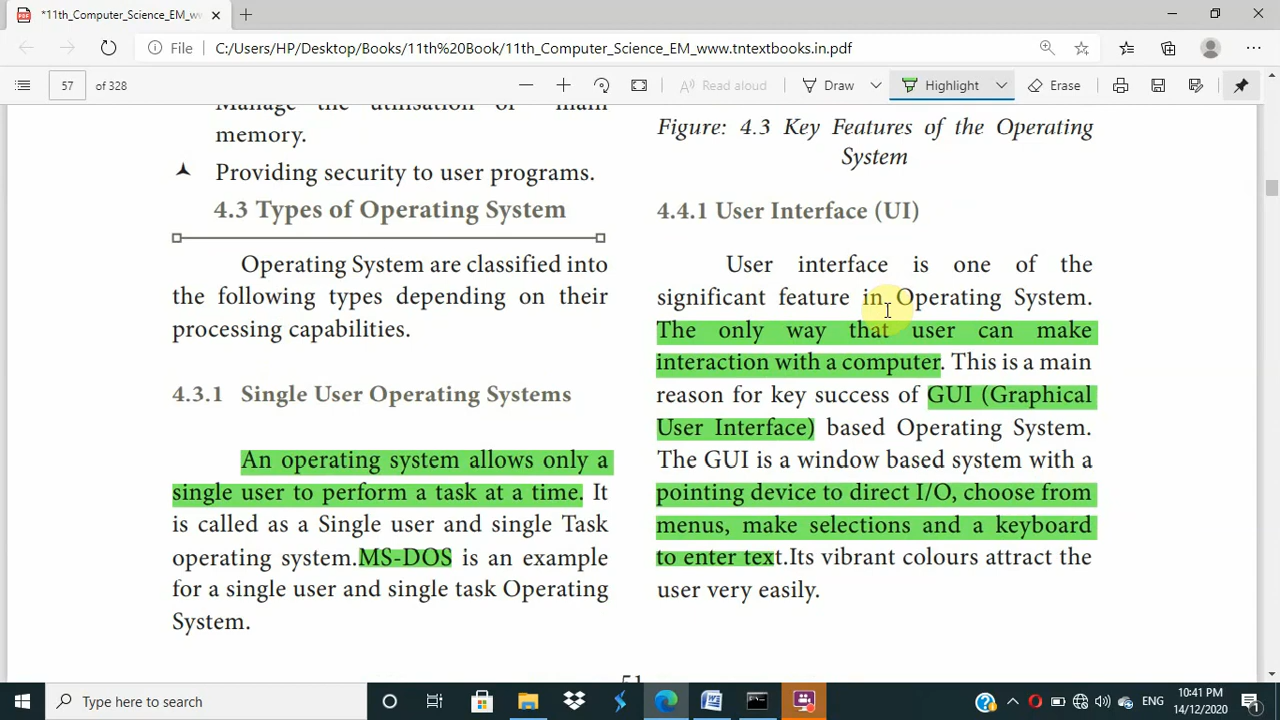 *11th_Computer_Science_EM_w
File C:/Users/HP/Desktop/Books/11th%20Book/11th_Computer_Science_EM_www.tntextbooks.in.pdf
57 of 328
Read aloud
Draw
Highlight
Erase
Manage the utilisation of main
memory.
Providing security to user programs.
4.3 Types of Operating System
Operating System are classified into
the following types depending on their
processing capabilities.
4.3.1 Single User Operating Systems
An operating system allows only a
single user to perform a task at a time. It
is called as a Single user and single Task
operating system.MS-DOS is an example
for a single user and single task Operating
System.
Figure: 4.3 Key Features of the Operating
System
4.4.1 User Interface (UI)
User interface is one of the
significant feature in Operating System.
The only way that user can make
interaction with a computer. This is a main
reason for key success of GUI (Graphical
User Interface) based Operating System.
The GUI is a window based system with a
pointing device to direct I/O, choose from
menus, make selections and a keyboard
to enter text.Its vibrant colours attract the
user very easily.
51
Type here to search
ENG
10:41 PM
14/12/2020
1